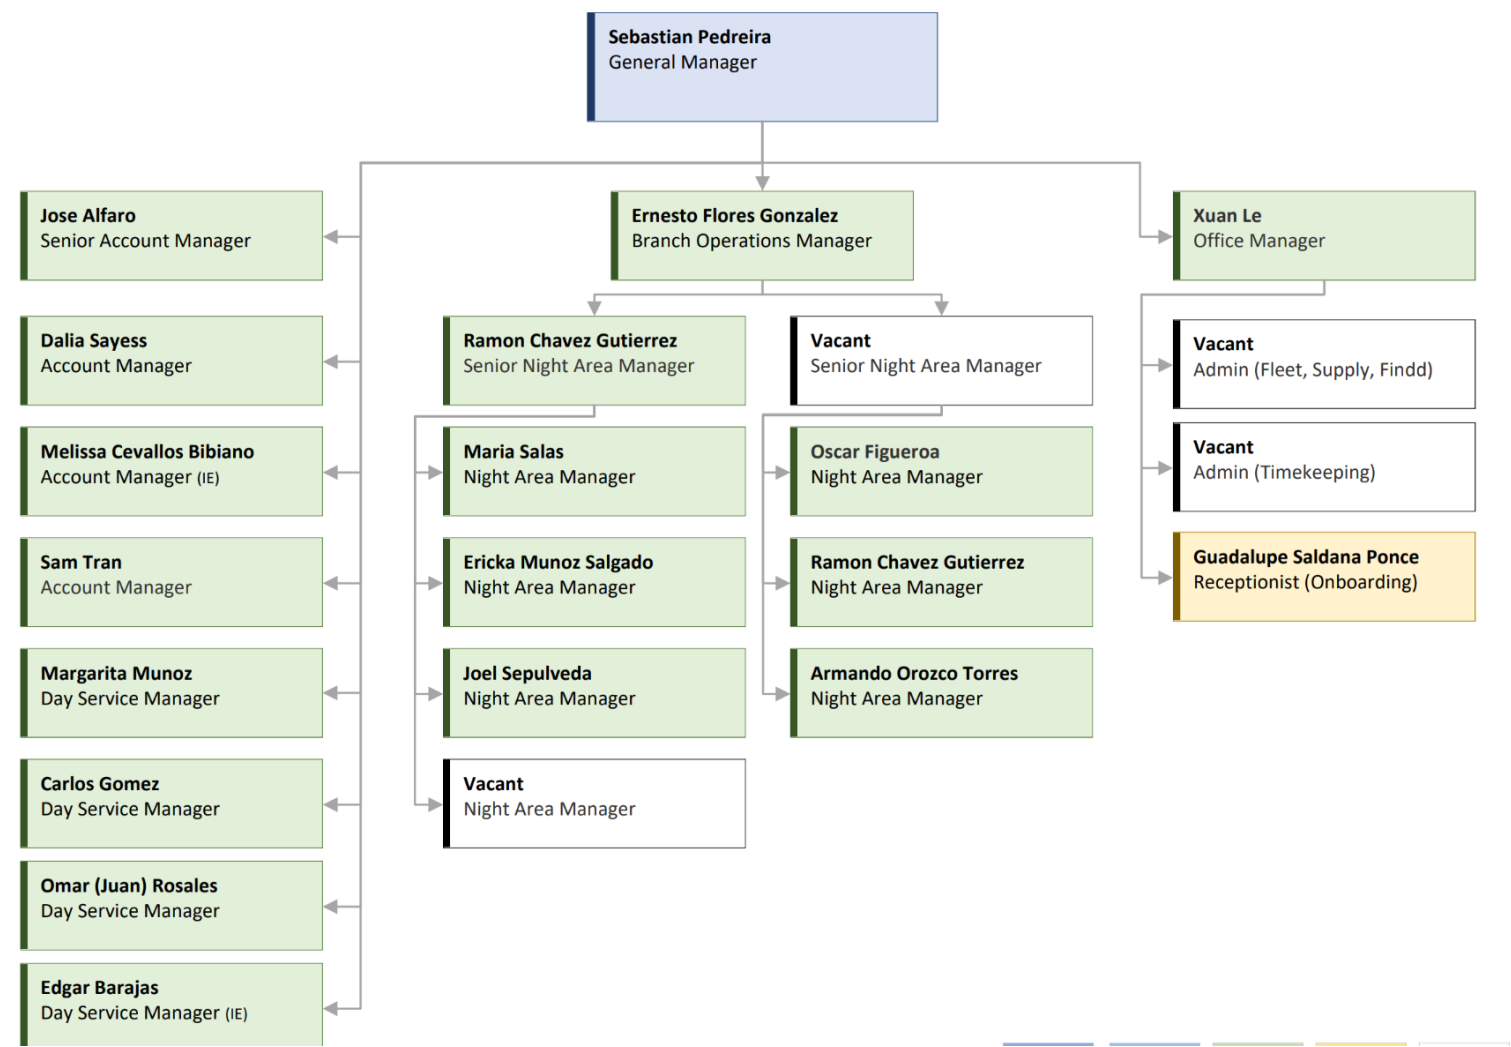 Sebastian Pedreira
General Manager
Jose Alfaro
Senior Account Manager
Ernesto Flores Gonzalez
Branch Operations Manager
Xuan Le
Office Manager
Dalia Sayess
Account Manager
Ramon Chavez Gutierrez
Senior Night Area Manager
Vacant
Senior Night Area Manager
Vacant
Admin (Fleet, Supply, Findd)
Melissa Cevallos Bibiano
Account Manager (IE)
Maria Salas
Night Area Manager
Oscar Figueroa
Night Area Manager
Vacant
Admin (Timekeeping)
Sam Tran
Account Manager
Ericka Munoz Salgado
Night Area Manager
Ramon Chavez Gutierrez
Night Area Manager
Guadalupe Saldana Ponce
Receptionist (Onboarding)
Margarita Munoz
Day Service Manager
Joel Sepulveda
Night Area Manager
Armando Orozco Torres
Night Area Manager
Carlos Gomez
Day Service Manager
Vacant
Night Area Manager
Omar (Juan) Rosales
Day Service Manager
Edgar Barajas
Day Service Manager (IE)